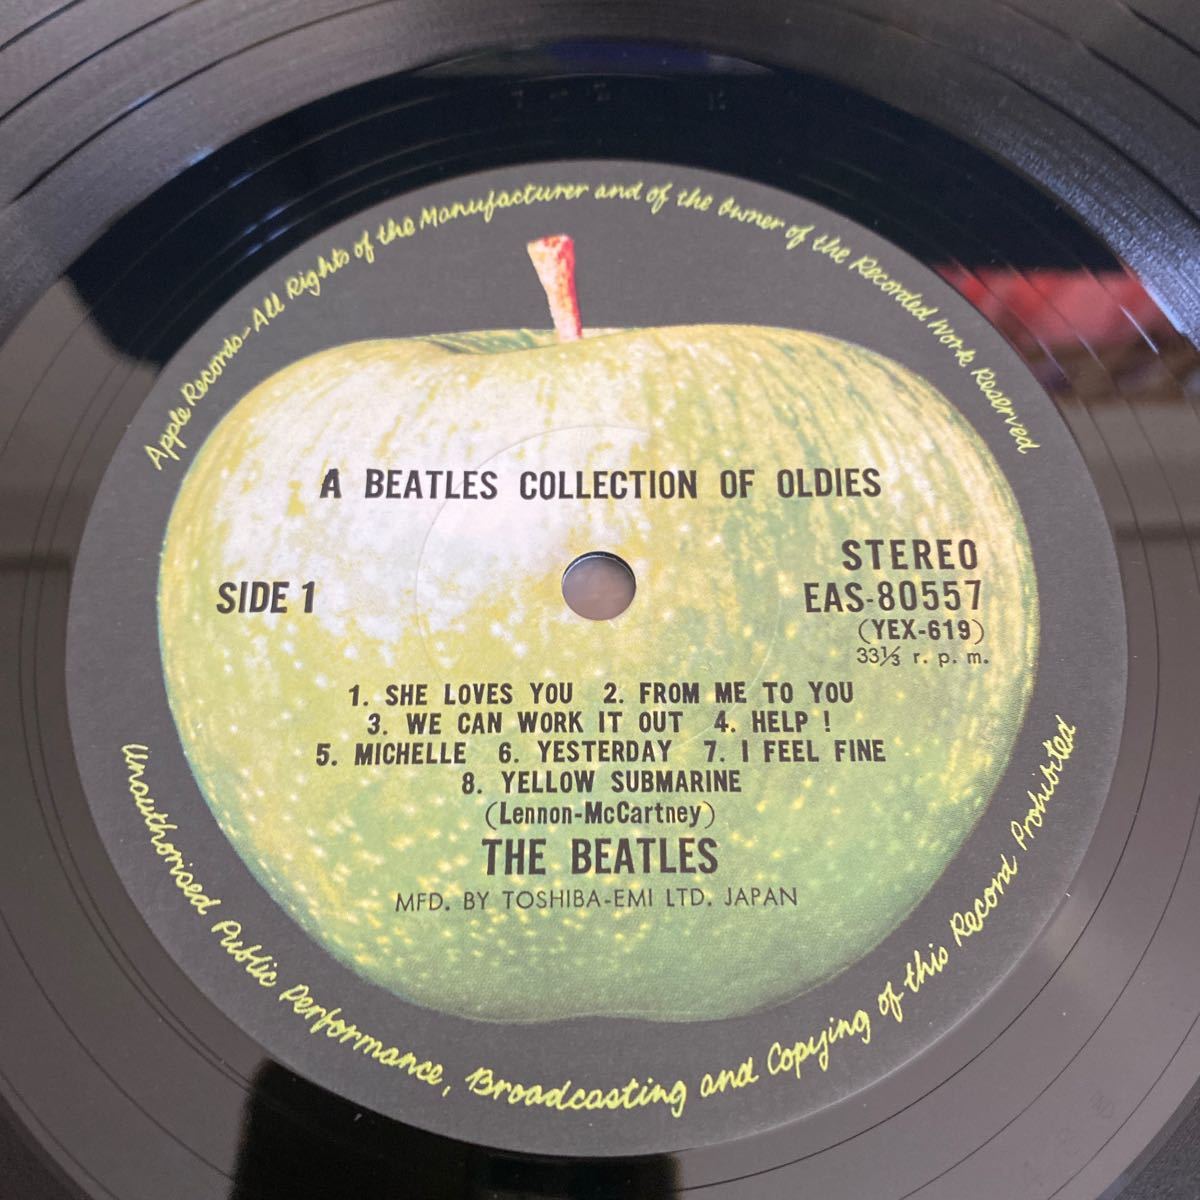 Apple Records-All Rights of the Manufacturer and of the Owner of the Recorded Work Reserved
A BEATLES COLLECTION OF OLDIES
STEREO
SIDE 1
EAS-80557
(YEX-619)
33⅓ r. p. m.
1. SHE LOVES YOU 2. FROM ME TO YOU
3. WE CAN WORK IT OUT 4. HELP !
5. MICHELLE 6. YESTERDAY 7. I FEEL FINE
8. YELLOW SUBMARINE
(Lennon-McCartney)
THE BEATLES
MFD. BY TOSHIBA-EMI LTD. JAPAN
Unauthorised Public Performance, Broadcasting and Copying of this Record Prohibited